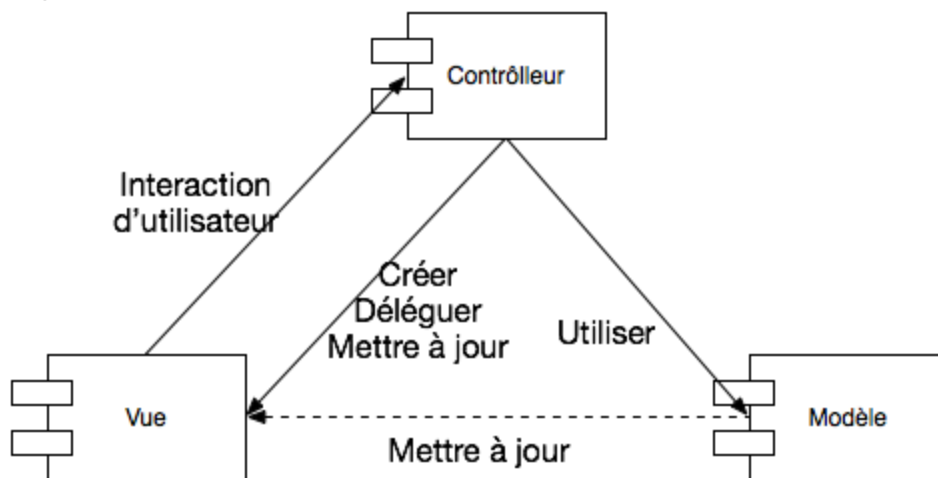 Contrôlleur
Interaction
d'utilisateur
Créer
Déléguer
Mettre à jour
Utiliser
Vue
Modèle
Mettre à jour